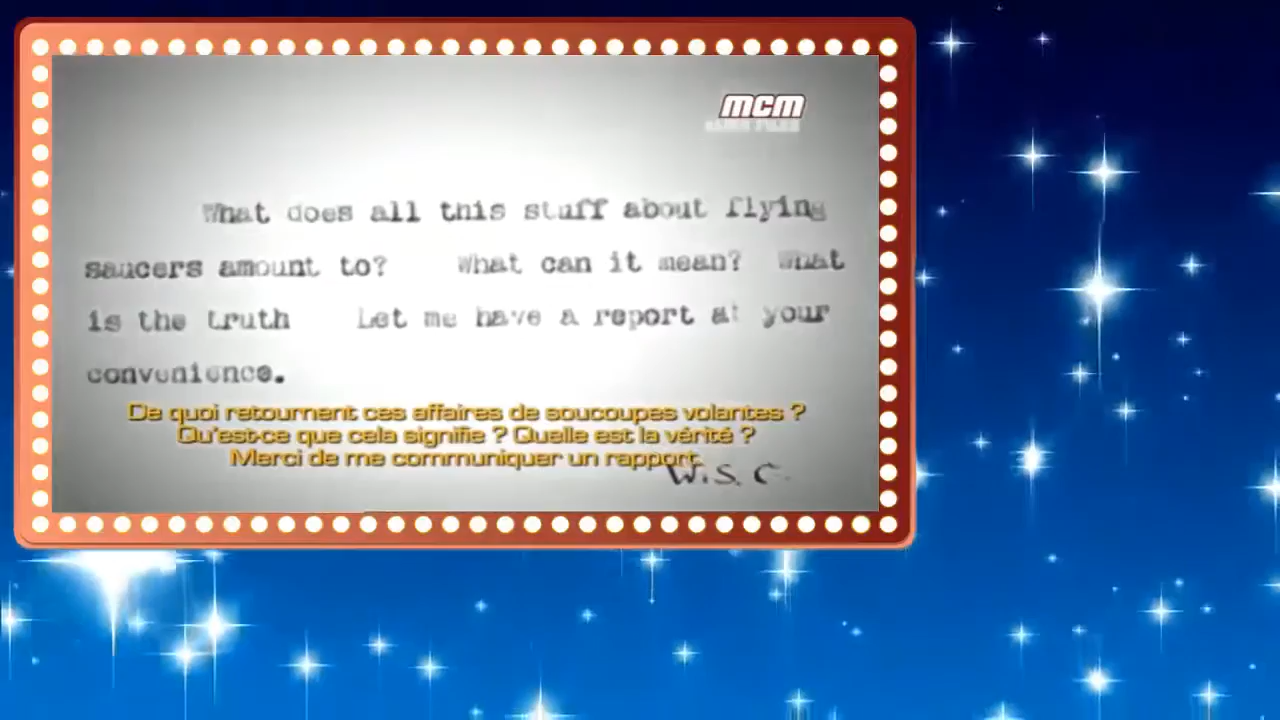 mcm
What does all this stuff about flying
saucers amount to? What can it mean? What
is the truth Let me have a report at your
convenience.
De quoi retournent ces affaires de soucoupes volantes ?
Qu'est-ce que cela signifie ? Quelle est la vérité ?
Merci de me communiquer un rapport.
W.S.C.